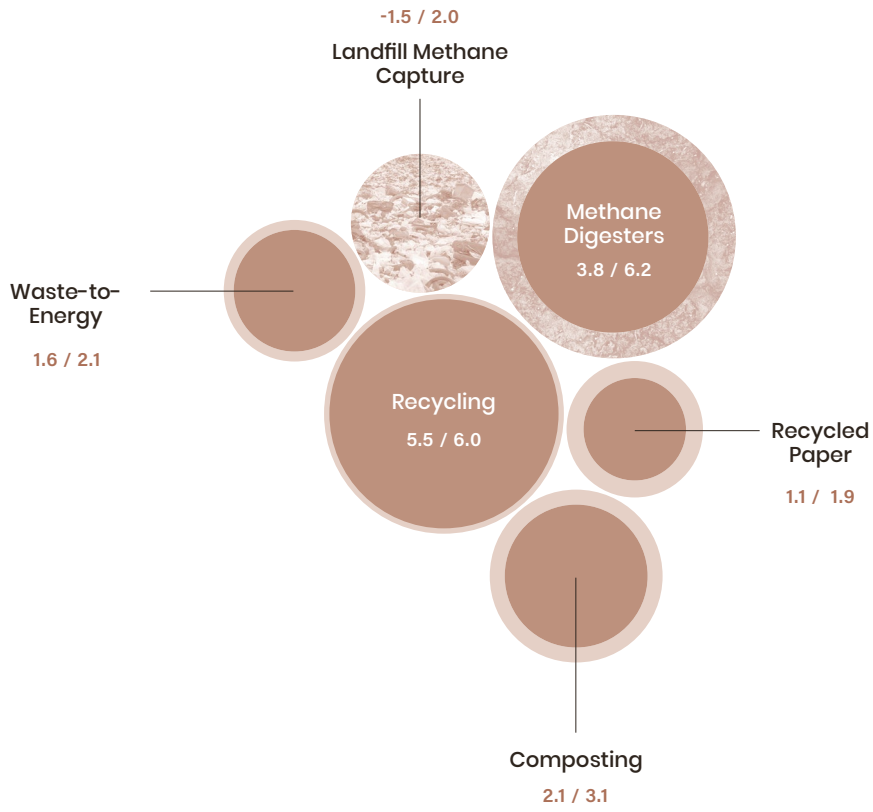 -1.5 / 2.0
Landfill Methane
Capture
Methane
Digesters
3.8 / 6.2
Waste-to-
Energy
1.6 / 2.1
Recycling
5.5 / 6.0
Recycled
Paper
1.1 / 1.9
Composting
2.1 / 3.1